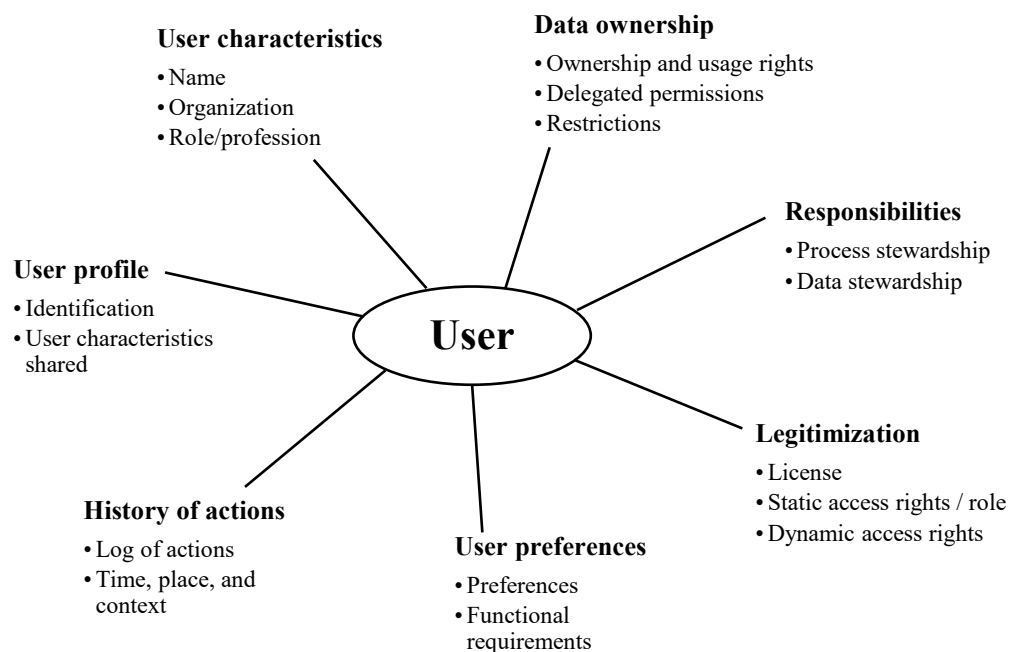 User characteristics
• Name
• Organization
• Role/profession
Data ownership
• Ownership and usage rights
• Delegated permissions
• Restrictions
Responsibilities
• Process stewardship
• Data stewardship
User profile
• Identification
• User characteristics
shared
User
Legitimization
• License
• Static access rights / role
• Dynamic access rights
History of actions
• Log of actions
• Time, place, and
context
User preferences
• Preferences
• Functional
requirements